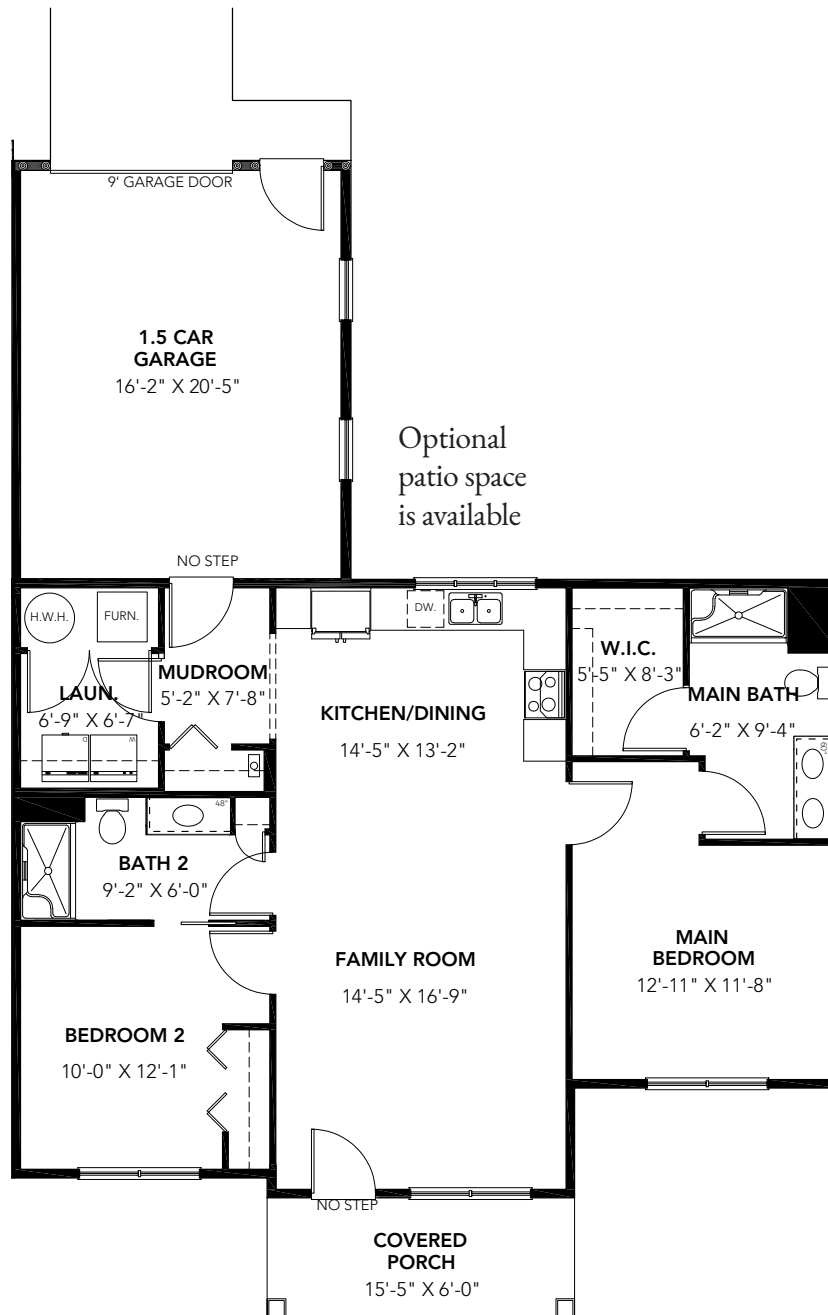 9' GARAGE DOOR
1.5 CAR
GARAGE
16'-2" X 20'-5"
Optional
patio space
is available
NO STEP
H.W.H.
FURN.
DW.
MUDROOM
5'-2" X 7'-8"
LAUN.
6'-9" X 6'-7"
D
W
KITCHEN/DINING
14'-5" X 13'-2"
W.I.C.
5'-5" X 8'-3"
MAIN BATH
6'-2" X 9'-4"
60"
48"
BATH 2
9'-2" X 6'-0"
FAMILY ROOM
14'-5" X 16'-9"
MAIN
BEDROOM
12'-11" X 11'-8"
BEDROOM 2
10'-0" X 12'-1"
NO STEP
COVERED
PORCH
15'-5" X 6'-0"